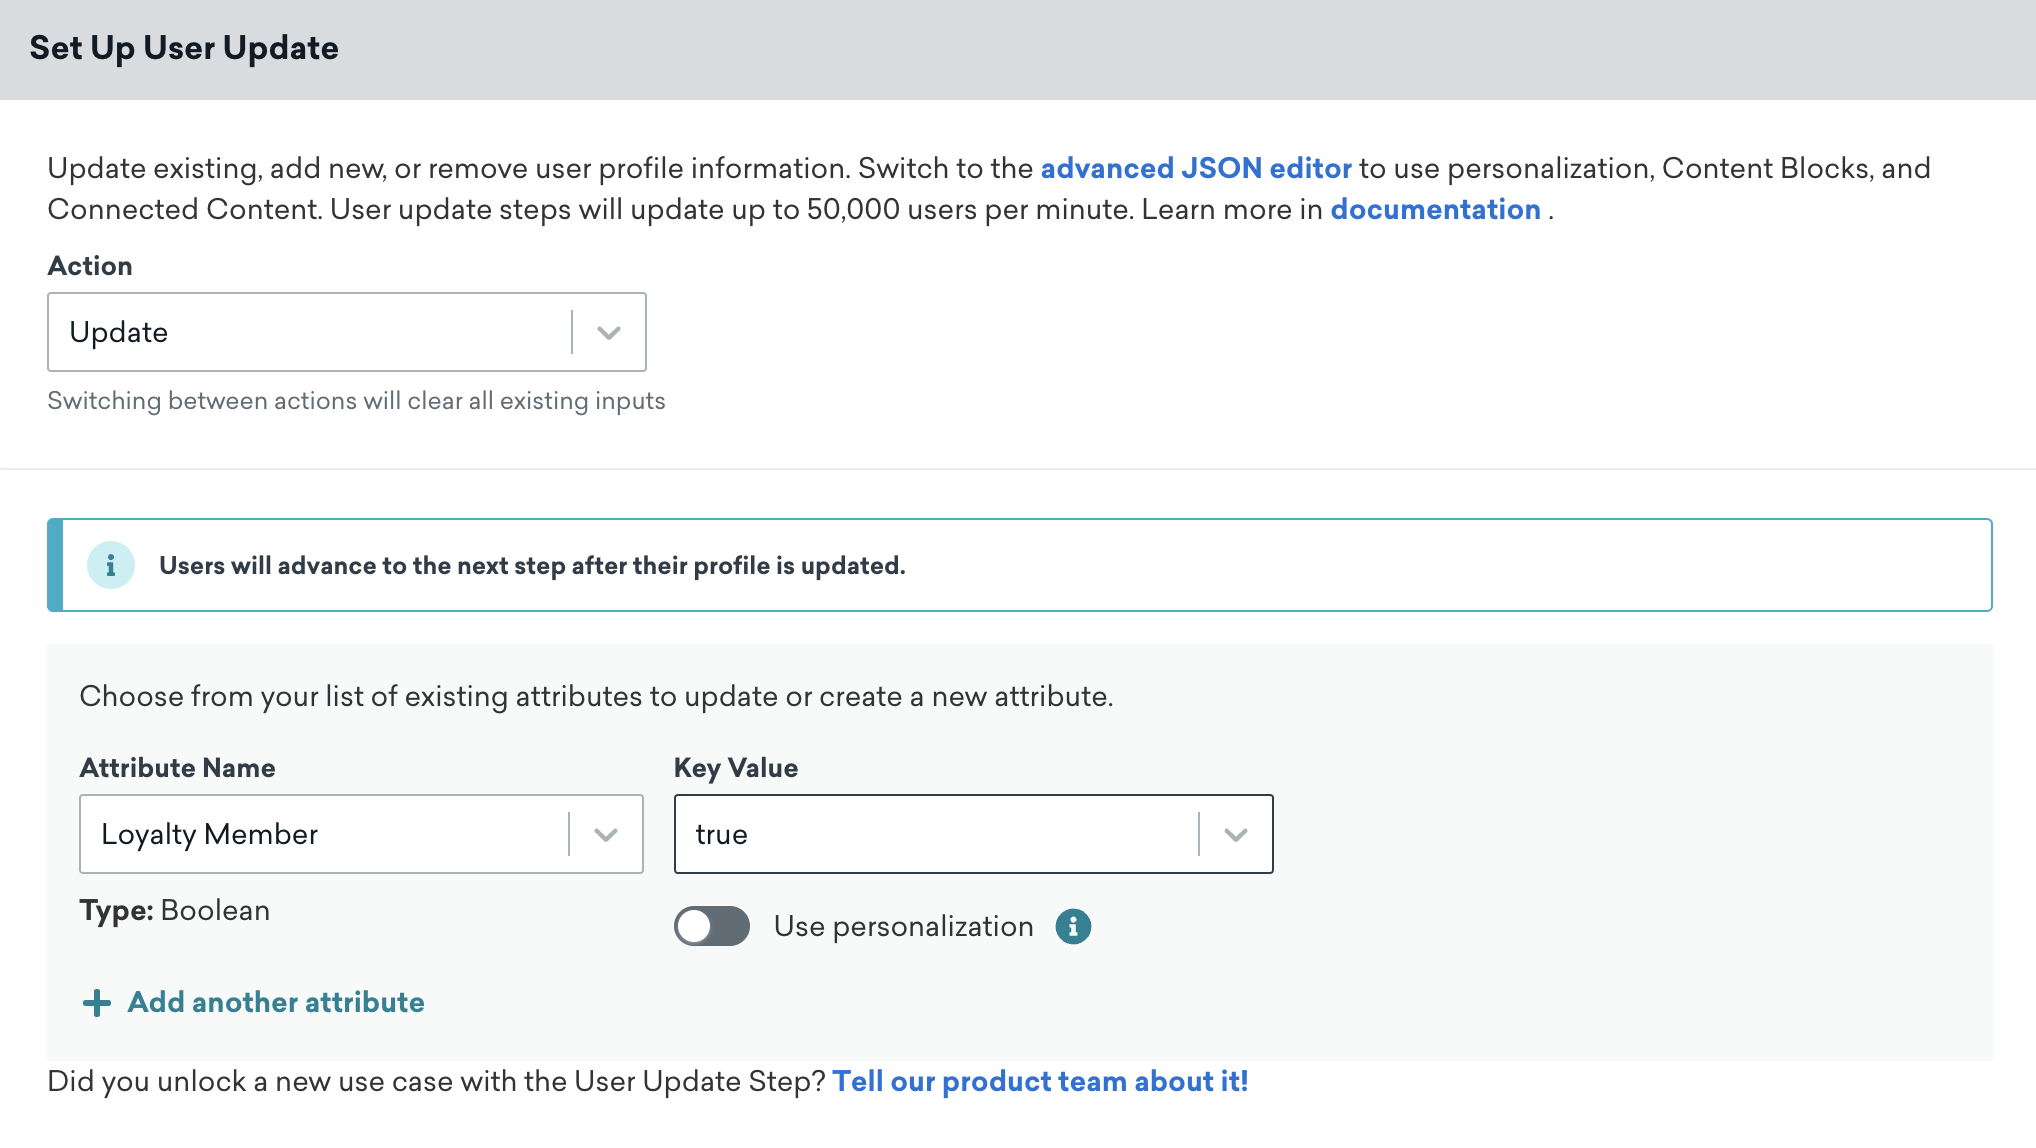 Set Up User Update
Update existing, add new, or remove user profile information. Switch to the advanced JSON editor to use personalization, Content Blocks, and
Connected Content. User update steps will update up to 50,000 users per minute. Learn more in documentation .
Action
Update
Switching between actions will clear all existing inputs
Users will advance to the next step after their profile is updated.
Choose from your list of existing attributes to update or create a new attribute.
Attribute Name
Key Value
Loyalty Member
true
Type: Boolean
Use personalization
Add another attribute
Did you unlock a new use case with the User Update Step? Tell our product team about it!